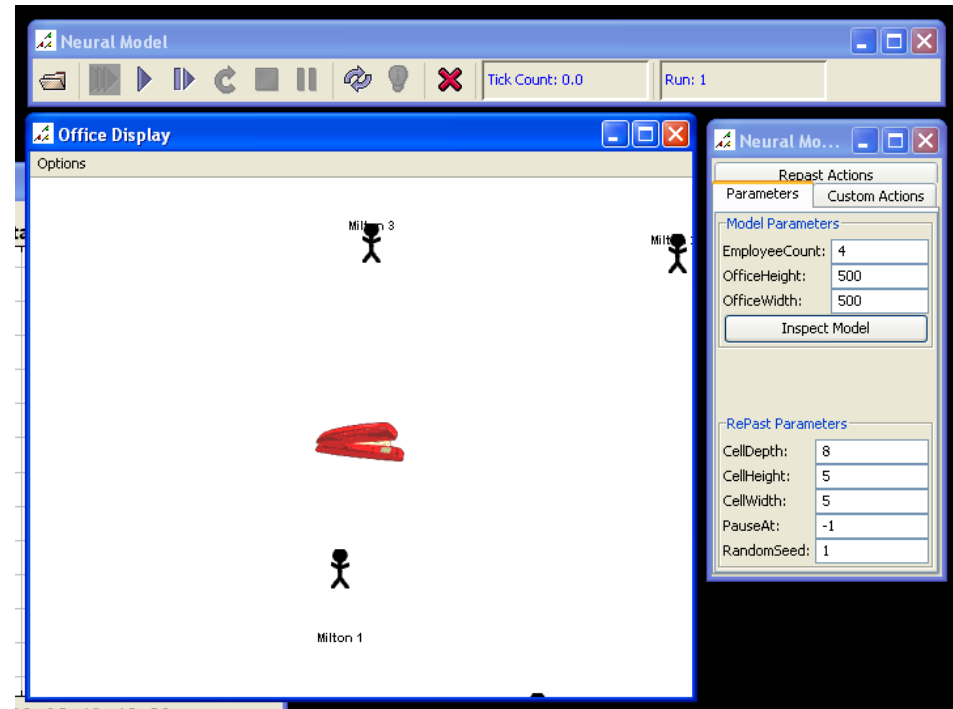 Neural Model
Tick Count: 0.0
Run: 1
Office Display
Options
Milton 3
Milton 1
Neural Mo...
Repast Actions
Parameters
Custom Actions
Model Parameters
EmployeeCount: 4
OfficeHeight: 500
OfficeWidth: 500
Inspect Model
RePast Parameters
CellDepth: 8
CellHeight: 5
CellWidth: 5
PauseAt: -1
RandomSeed: 1